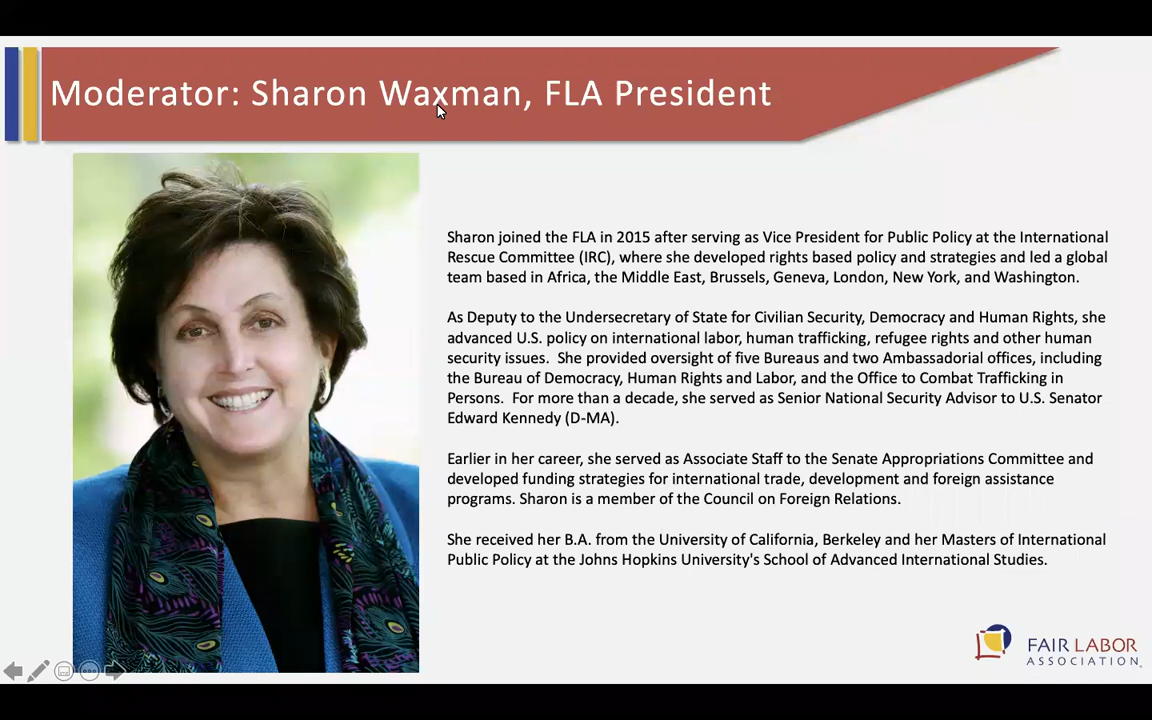 Moderator: Sharon Waxman, FLA President
Sharon joined the FLA in 2015 after serving as Vice President for Public Policy at the International
Rescue Committee (IRC), where she developed rights based policy and strategies and led a global
team based in Africa, the Middle East, Brussels, Geneva, London, New York, and Washington.
As Deputy to the Undersecretary of State for Civilian Security, Democracy and Human Rights, she
advanced U.S. policy on international labor, human trafficking, refugee rights and other human
security issues.  She provided oversight of five Bureaus and two Ambassadorial offices, including
the Bureau of Democracy, Human Rights and Labor, and the Office to Combat Trafficking in
Persons.  For more than a decade, she served as Senior National Security Advisor to U.S. Senator
Edward Kennedy (D-MA).
Earlier in her career, she served as Associate Staff to the Senate Appropriations Committee and
developed funding strategies for international trade, development and foreign assistance
programs. Sharon is a member of the Council on Foreign Relations.
She received her B.A. from the University of California, Berkeley and her Masters of International
Public Policy at the Johns Hopkins University's School of Advanced International Studies.
FAIR LABOR
ASSOCIATION